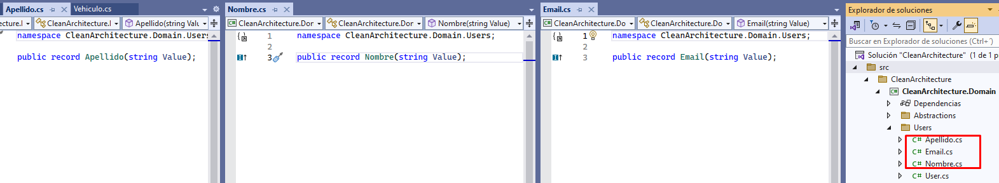 Apellido.cs
Vehiculo.cs
cture.I
CleanArchitecture.I
Apellido(string Valu
namespace CleanArchitecture.Domain.Users
public record Apellido(string Value);
Nombre.cs
CleanArchitecture.Dor
CleanArchitecture.Dor
Nombre(string Value)
1 namespace CleanArchitecture.Domain.Users;
2
3 public record Nombre(string Value);
Email.cs
CleanArchitecture.Do
CleanArchitecture.Do
Email(string Value)
1 namespace CleanArchitecture.Domain.Users;
2
3 public record Email(string Value);
Explorador de soluciones
Buscar en Explorador de soluciones (Ctrl+´)
Solución "CleanArchitecture" (1 de 1 p
src
CleanArchitecture
C# CleanArchitecture.Domain
Dependencias
Abstractions
Users
C# Apellido.cs
C# Email.cs
C# Nombre.cs
C# User.cs